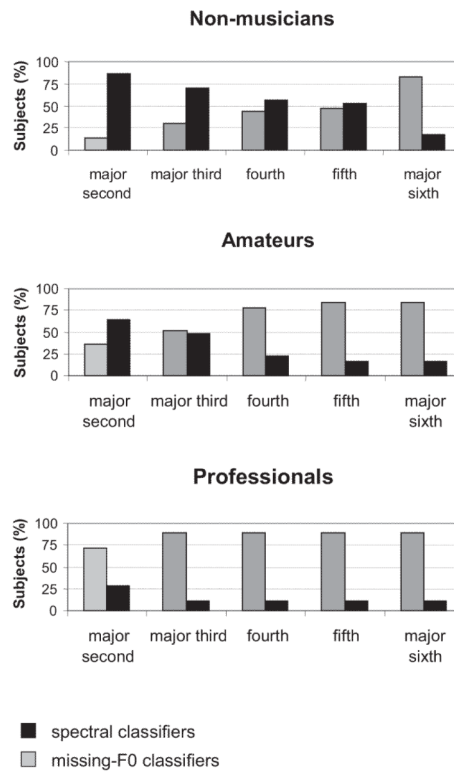 Non-musicians
Subjects (%)
100
75
50
25
0
major second
major third
fourth
fifth
major sixth
Amateurs
Subjects (%)
100
75
50
25
0
major second
major third
fourth
fifth
major sixth
Professionals
Subjects (%)
100
75
50
25
0
major second
major third
fourth
fifth
major sixth
spectral classifiers
missing-F0 classifiers